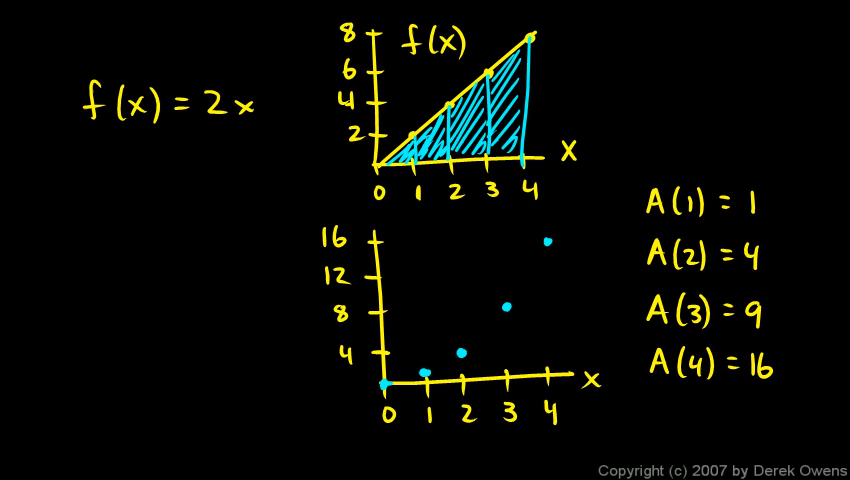 f(x) = 2x
f(x)
8
6
4
2
0 1 2 3 4
x
A(1) = 1
A(2) = 4
A(3) = 9
A(4) = 16
16
12
8
4
0 1 2 3 4
x
Copyright (c) 2007 by Derek Owens